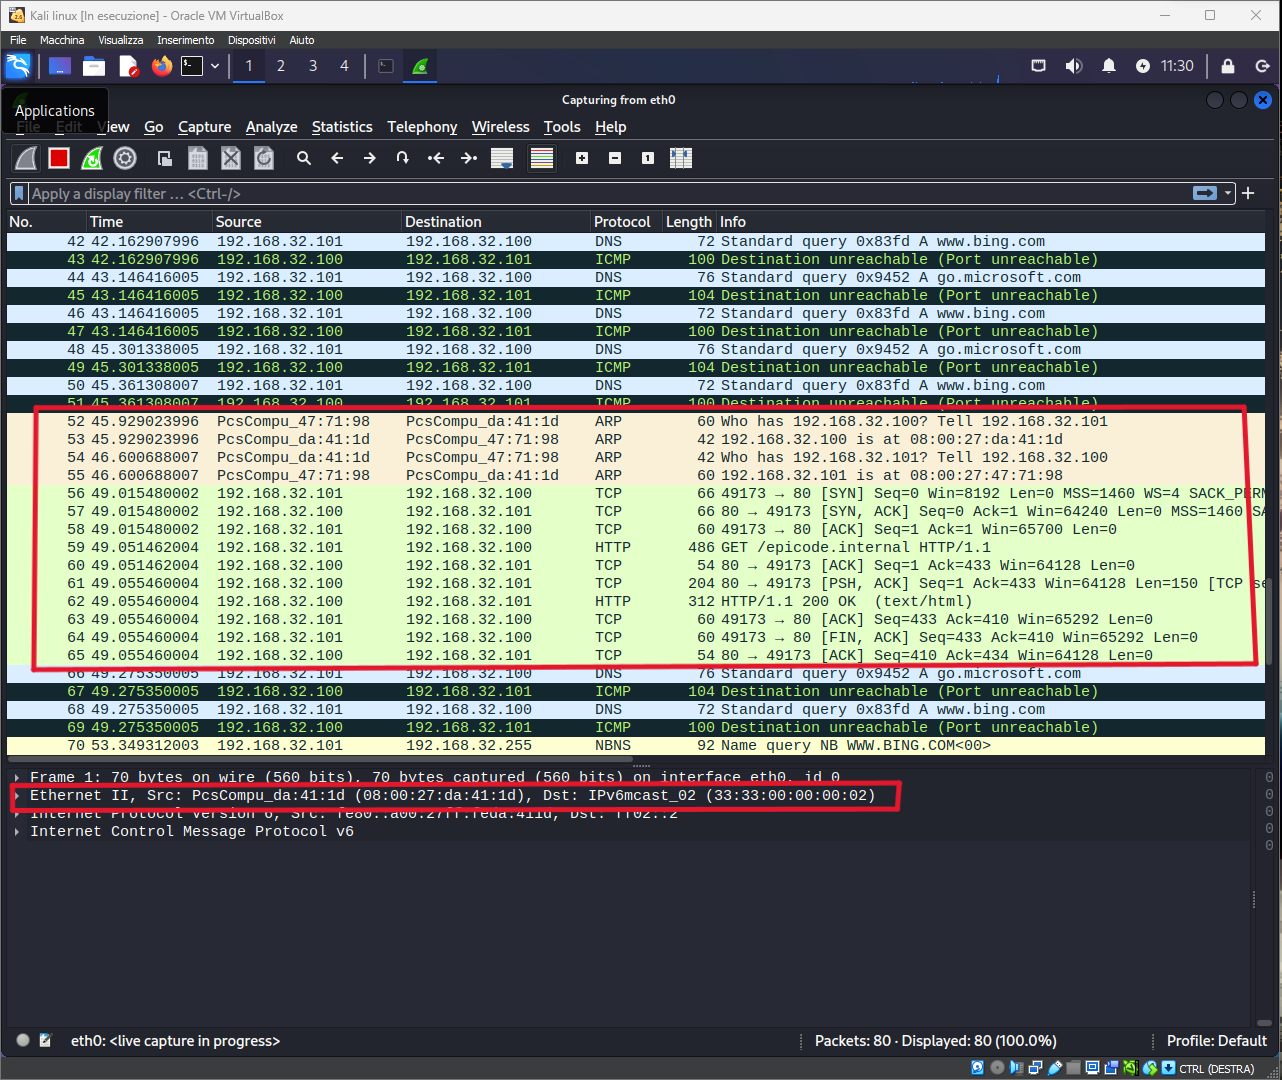 Kali linux [In esecuzione] - Oracle VM VirtualBox
File Macchina Visualizza Inserimento Dispositivi Aiuto
1 2 3 4 11:30
Capturing from eth0
Applications
File Edit View Go Capture Analyze Statistics Telephony Wireless Tools Help
Apply a display filter … <Ctrl-/>
No. Time Source Destination Protocol Length Info
42 42.162907996 192.168.32.101 192.168.32.100 DNS 72 Standard query 0x83fd A www.bing.com
43 42.162907996 192.168.32.100 192.168.32.101 ICMP 100 Destination unreachable (Port unreachable)
44 43.146416005 192.168.32.101 192.168.32.100 DNS 76 Standard query 0x9452 A go.microsoft.com
45 43.146416005 192.168.32.100 192.168.32.101 ICMP 104 Destination unreachable (Port unreachable)
46 43.146416005 192.168.32.101 192.168.32.100 DNS 72 Standard query 0x83fd A www.bing.com
47 43.146416005 192.168.32.100 192.168.32.101 ICMP 100 Destination unreachable (Port unreachable)
48 45.301338005 192.168.32.101 192.168.32.100 DNS 76 Standard query 0x9452 A go.microsoft.com
49 45.301338005 192.168.32.100 192.168.32.101 ICMP 104 Destination unreachable (Port unreachable)
50 45.361308007 192.168.32.101 192.168.32.100 DNS 72 Standard query 0x83fd A www.bing.com
51 45.361308007 192.168.32.100 192.168.32.101 ICMP 100 Destination unreachable (Port unreachable)
52 45.929023996 PcsCompu_47:71:98 PcsCompu_da:41:1d ARP 60 Who has 192.168.32.100? Tell 192.168.32.101
53 45.929023996 PcsCompu_da:41:1d PcsCompu_47:71:98 ARP 42 192.168.32.100 is at 08:00:27:da:41:1d
54 46.600688007 PcsCompu_da:41:1d PcsCompu_47:71:98 ARP 42 Who has 192.168.32.101? Tell 192.168.32.100
55 46.600688007 PcsCompu_47:71:98 PcsCompu_da:41:1d ARP 60 192.168.32.101 is at 08:00:27:47:71:98
56 49.015480002 192.168.32.101 192.168.32.100 TCP 66 49173 → 80 [SYN] Seq=0 Win=8192 Len=0 MSS=1460 WS=4 SACK_PERM
57 49.015480002 192.168.32.100 192.168.32.101 TCP 66 80 → 49173 [SYN, ACK] Seq=0 Ack=1 Win=64240 Len=0 MSS=1460 SA
58 49.015480002 192.168.32.101 192.168.32.100 TCP 60 49173 → 80 [ACK] Seq=1 Ack=1 Win=65700 Len=0
59 49.051462004 192.168.32.101 192.168.32.100 HTTP 486 GET /epicode.internal HTTP/1.1
60 49.051462004 192.168.32.100 192.168.32.101 TCP 54 80 → 49173 [ACK] Seq=1 Ack=433 Win=64128 Len=0
61 49.055460004 192.168.32.100 192.168.32.101 TCP 204 80 → 49173 [PSH, ACK] Seq=1 Ack=433 Win=64128 Len=150 [TCP se
62 49.055460004 192.168.32.100 192.168.32.101 HTTP 312 HTTP/1.1 200 OK (text/html)
63 49.055460004 192.168.32.101 192.168.32.100 TCP 60 49173 → 80 [ACK] Seq=433 Ack=410 Win=65292 Len=0
64 49.055460004 192.168.32.101 192.168.32.100 TCP 60 49173 → 80 [FIN, ACK] Seq=433 Ack=410 Win=65292 Len=0
65 49.055460004 192.168.32.100 192.168.32.101 TCP 54 80 → 49173 [ACK] Seq=410 Ack=434 Win=64128 Len=0
66 49.275350005 192.168.32.101 192.168.32.100 DNS 76 Standard query 0x9452 A go.microsoft.com
67 49.275350005 192.168.32.100 192.168.32.101 ICMP 104 Destination unreachable (Port unreachable)
68 49.275350005 192.168.32.101 192.168.32.100 DNS 72 Standard query 0x83fd A www.bing.com
69 49.275350005 192.168.32.100 192.168.32.101 ICMP 100 Destination unreachable (Port unreachable)
70 53.349312003 192.168.32.101 192.168.32.255 NBNS 92 Name query NB WWW.BING.COM<00>
Frame 1: 70 bytes on wire (560 bits), 70 bytes captured (560 bits) on interface eth0, id 0
Ethernet II, Src: PcsCompu_da:41:1d (08:00:27:da:41:1d), Dst: IPv6mcast_02 (33:33:00:00:00:02)
Internet Protocol Version 6, Src: fe80::a00:27ff:feda:411d, Dst: ff02::2
Internet Control Message Protocol v6
0
0
0
0
eth0: <live capture in progress> Packets: 80 · Displayed: 80 (100.0%) Profile: Default
CTRL (DESTRA)